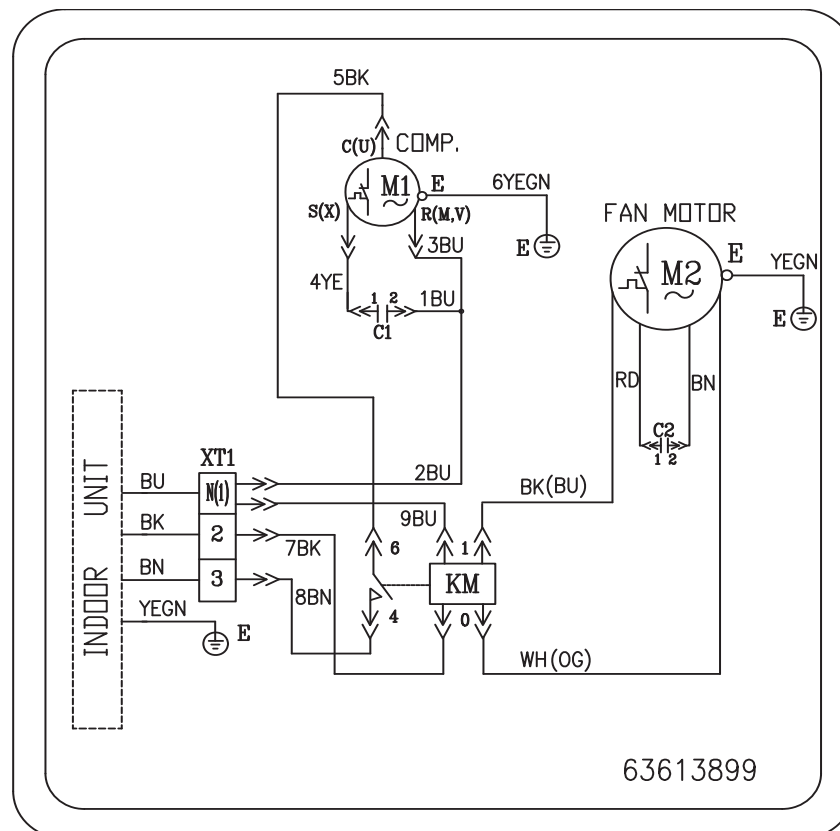 5BK
C(U) COMP.
M1 E 6YEGN
~
S(X) R(M,V)
3BU E
4YE 1BU
1 2
C1
FAN MOTOR
M2 E YEGN
~
E
RD BN
C2
1 2
XT1
INDOOR UNIT
BU N(1) 2BU
BK(BU)
9BU
BK 2 7BK 6 1
BN 3 8BN KM
4 0
YEGN E
WH(OG)
63613899